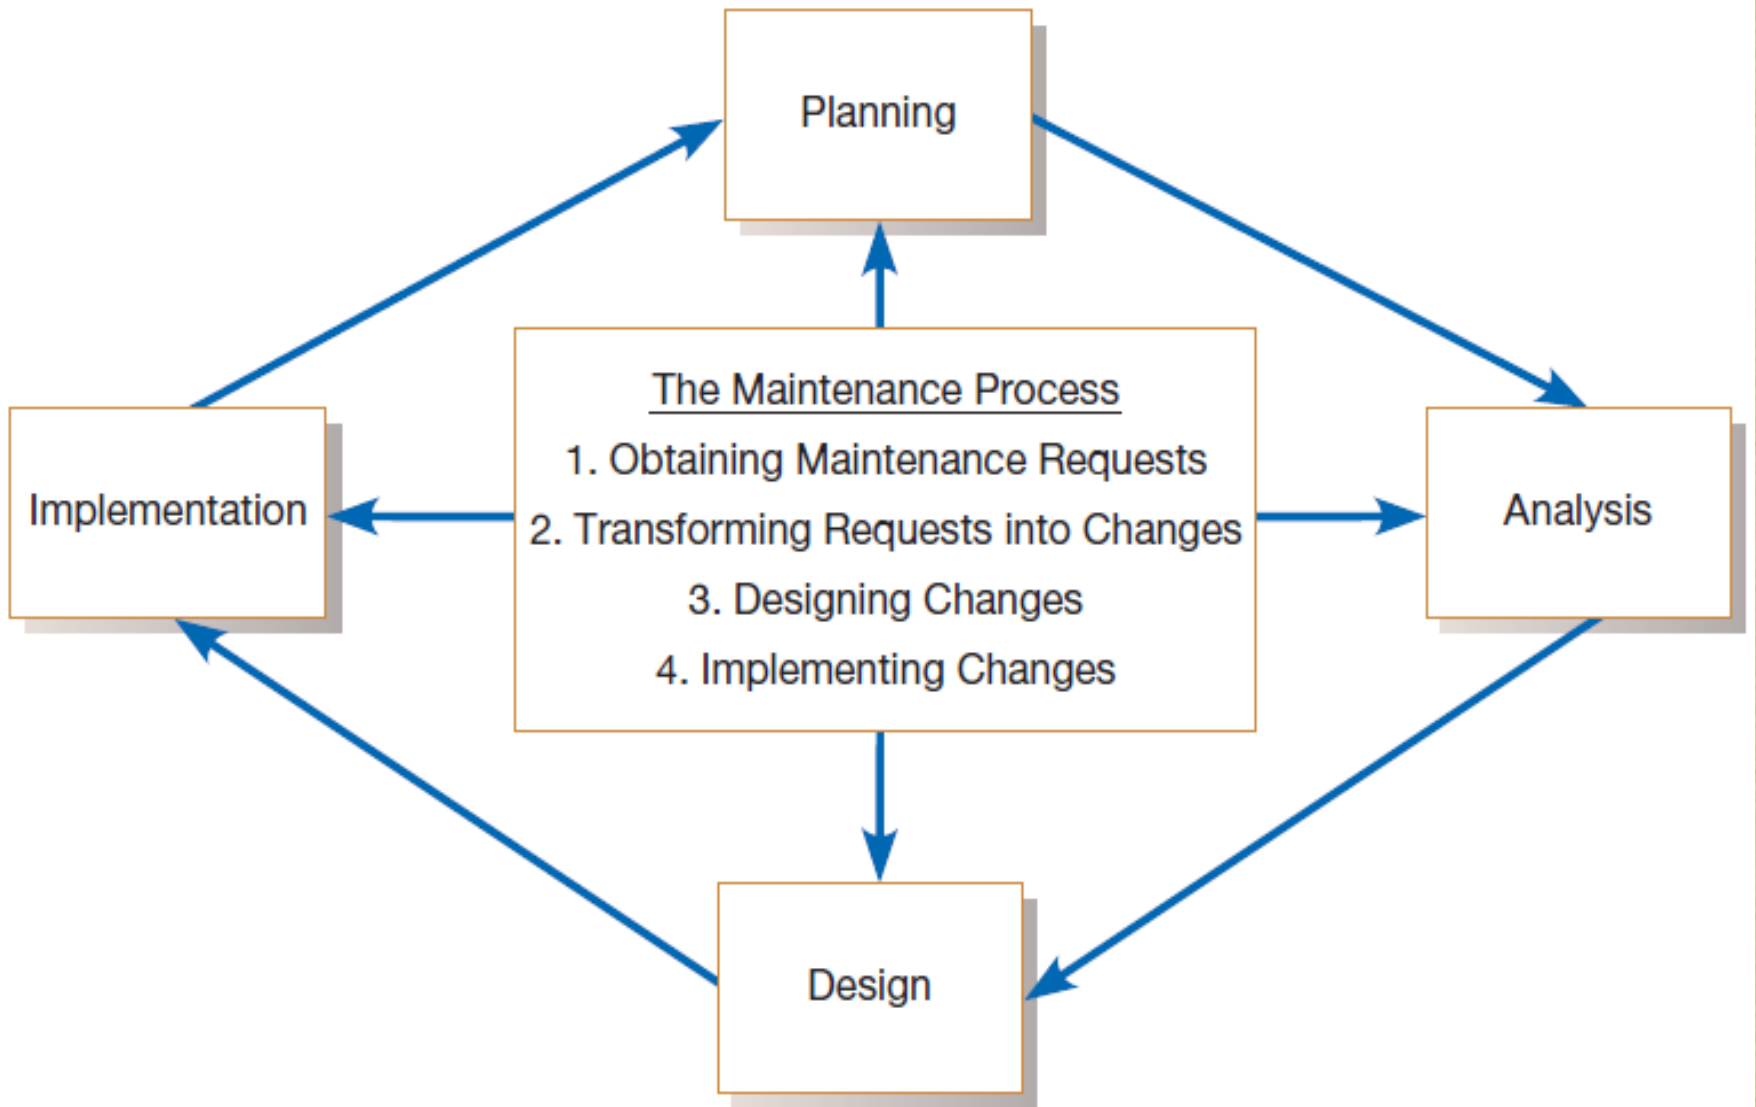 Planning
The Maintenance Process
1. Obtaining Maintenance Requests
2. Transforming Requests into Changes
3. Designing Changes
4. Implementing Changes
Implementation
Analysis
Design